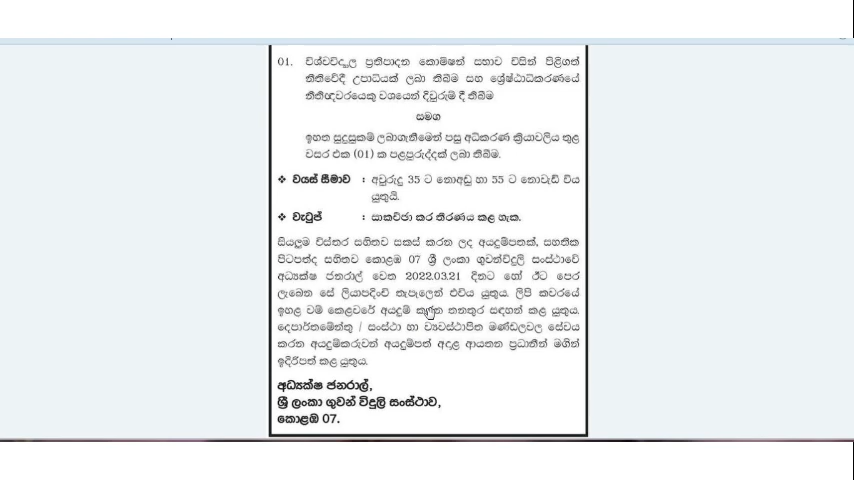 01. විශ්වවිද්‍යාල ප්‍රතිපාදන කොමිෂන් සභාව විසින් පිළිගත්
නීතිවේදී උපාධියක් ලබා තිබීම සහ ශ්‍රේෂ්ඨාධිකරණයේ
නීතිඥවරයෙකු වශයෙන් දිවුරුම් දී තිබීම
සමග
ඉහත සුදුසුකම් ලබාගැනීමෙන් පසු අධිකරණ ක්‍රියාවලිය තුළ
වසර එක (01) ක පළපුරුද්දක් ලබා තිබීම.
❖ වයස් සීමාව : අවුරුදු 35 ට නොඅඩු හා 55 ට නොවැඩි විය
යුතුයි.
❖ වැටුප් : සාකච්ඡා කර තීරණය කළ හැක.
සියලුම විස්තර සහිතව සකස් කරන ලද අයදුම්පතක්, සහතික
පිටපත්ද සහිතව කොළඹ 07 ශ්‍රී ලංකා ගුවන්විදුලි සංස්ථාවේ
අධ්‍යක්ෂ ජනරාල් වෙත 2022.03.21 දිනට හෝ ඊට පෙර
ලැබෙන සේ ලියාපදිංචි තැපෑලෙන් එවිය යුතුය. ලිපි කවරයේ
ඉහළ වම් කෙළවරේ අයදුම් කරන තනතුර සඳහන් කළ යුතුය.
දෙපාර්තමේන්තු / සංස්ථා හා ව්‍යවස්ථාපිත මණ්ඩලවල සේවය
කරන අයදුම්කරුවන් අයදුම්පත් අදාළ ආයතන ප්‍රධානීන් මගින්
ඉදිරිපත් කළ යුතුය.
අධ්‍යක්ෂ ජනරාල්,
ශ්‍රී ලංකා ගුවන් විදුලි සංස්ථාව,
කොළඹ 07.